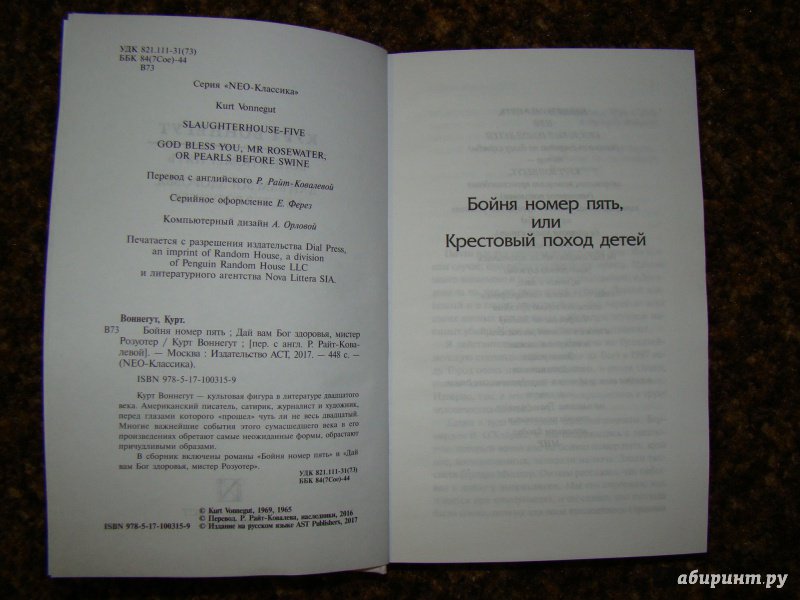 УДК 821.111-31(73)
ББК 84(7Сое)-44
В73
Серия «NEO-Классика»
Kurt Vonnegut
SLAUGHTERHOUSE-FIVE
GOD BLESS YOU, MR ROSEWATER,
OR PEARLS BEFORE SWINE
Перевод с английского Р. Райт-Ковалевой
Серийное оформление Е. Ферез
Компьютерный дизайн А. Орловой
Печатается с разрешения издательства Dial Press,
an imprint of Random House, a division
of Penguin Random House LLC
и литературного агентства Nova Littera SIA.
Воннегут, Курт.
В73 Бойня номер пять ; Дай вам Бог здоровья, мистер
Розуотер / Курт Воннегут ; [пер. с англ. Р. Райт-Кова-
левой]. — Москва : Издательство АСТ, 2017. — 448 с. —
(NEO-Классика).
ISBN 978-5-17-100315-9
Курт Воннегут — культовая фигура в литературе двадцатого
века. Американский писатель, сатирик, журналист и художник,
перед глазами которого «прошел» чуть ли не весь двадцатый.
Многие важнейшие события этого сумасшедшего века в его
произведениях обретают самые неожиданные формы, обрастают
причудливыми образами.
В сборник включены романы «Бойня номер пять» и «Дай
вам Бог здоровья, мистер Розуотер».
УДК 821.111-31(73)
ББК 84(7Сое)-44
© Kurt Vonnegut, 1969, 1965
© Перевод. Р. Райт-Ковалева, наследники, 2016
ISBN 978-5-17-100315-9 © Издание на русском языке AST Publishers, 2017
Бойня номер пять,
или
Крестовый поход детей
абиринт.ру